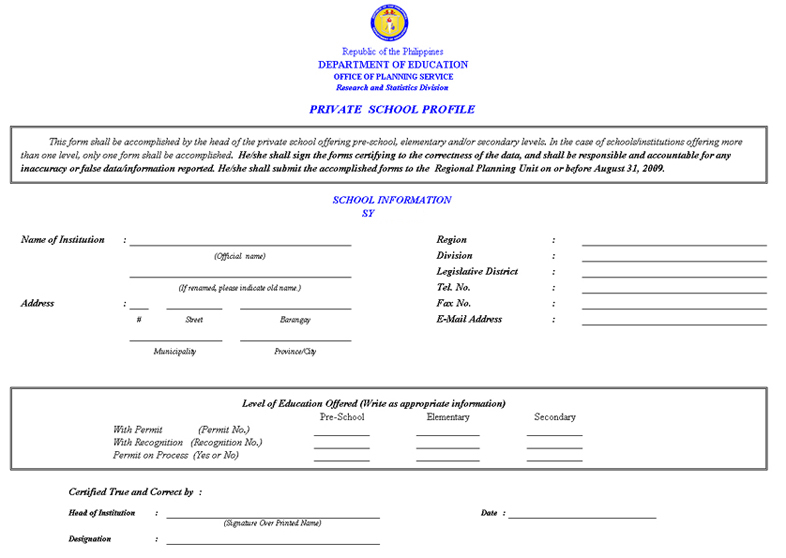 Republic of the Philippines
DEPARTMENT OF EDUCATION
OFFICE OF PLANNING SERVICE
Research and Statistics Division
PRIVATE SCHOOL PROFILE
This form shall be accomplished by the head of the private school offering pre-school, elementary and/or secondary levels. In the case of schools/institutions offering more
than one level, only one form shall be accomplished. He/she shall sign the forms certifying to the correctness of the data, and shall be responsible and accountable for any
inaccuracy or false data/information reported. He/she shall submit the accomplished forms to the Regional Planning Unit on or before August 31, 2009.
SCHOOL INFORMATION
SY
Name of Institution :
(Official name)
(If renamed, please indicate old name.)
Address :
# Street Barangay
Municipality Province/City
Region :
Division :
Legislative District :
Tel. No. :
Fax No. :
E-Mail Address :
Level of Education Offered (Write as appropriate information)
Pre-School Elementary Secondary
With Permit (Permit No.)
With Recognition (Recognition No.)
Permit on Process (Yes or No)
Certified True and Correct by :
Head of Institution : Date :
(Signature Over Printed Name)
Designation :